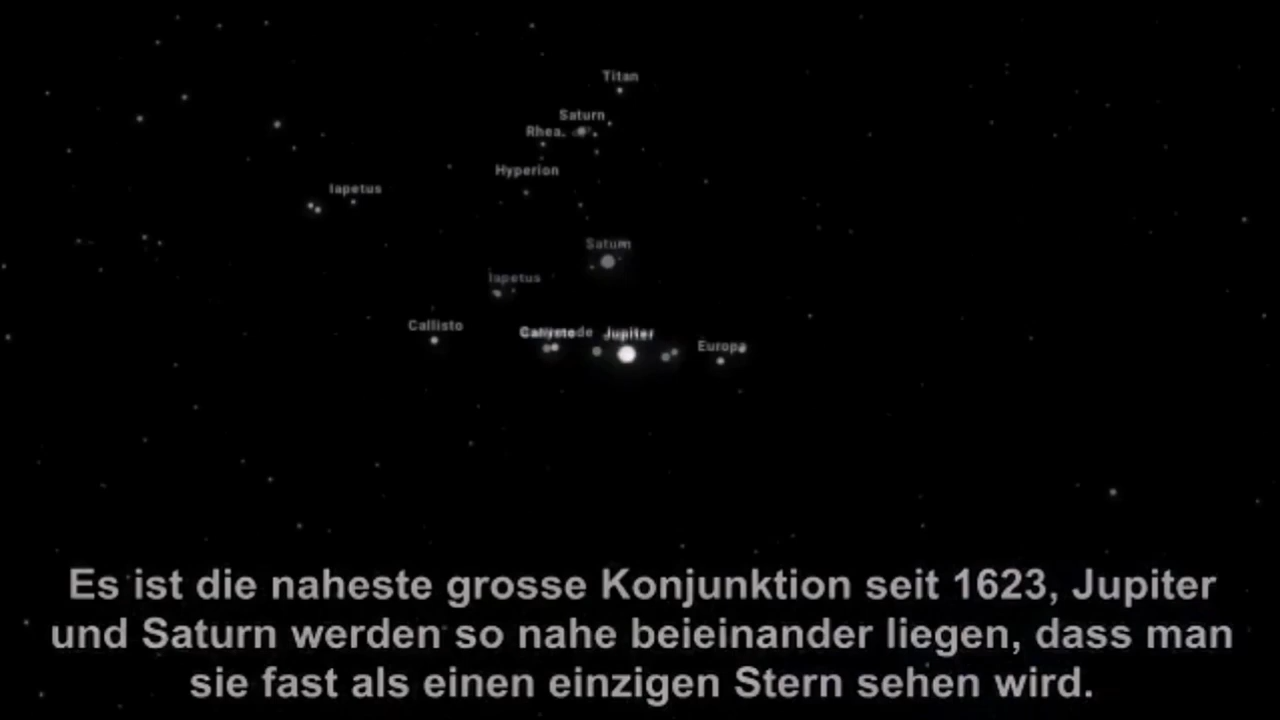 Titan
Saturn
Rhea
Hyperion
Iapetus
Saturn
Iapetus
Callisto
Jupiter
Europa
Es ist die naheste grosse Konjunktion seit 1623, Jupiter
und Saturn werden so nahe beieinander liegen, dass man
sie fast als einen einzigen Stern sehen wird.